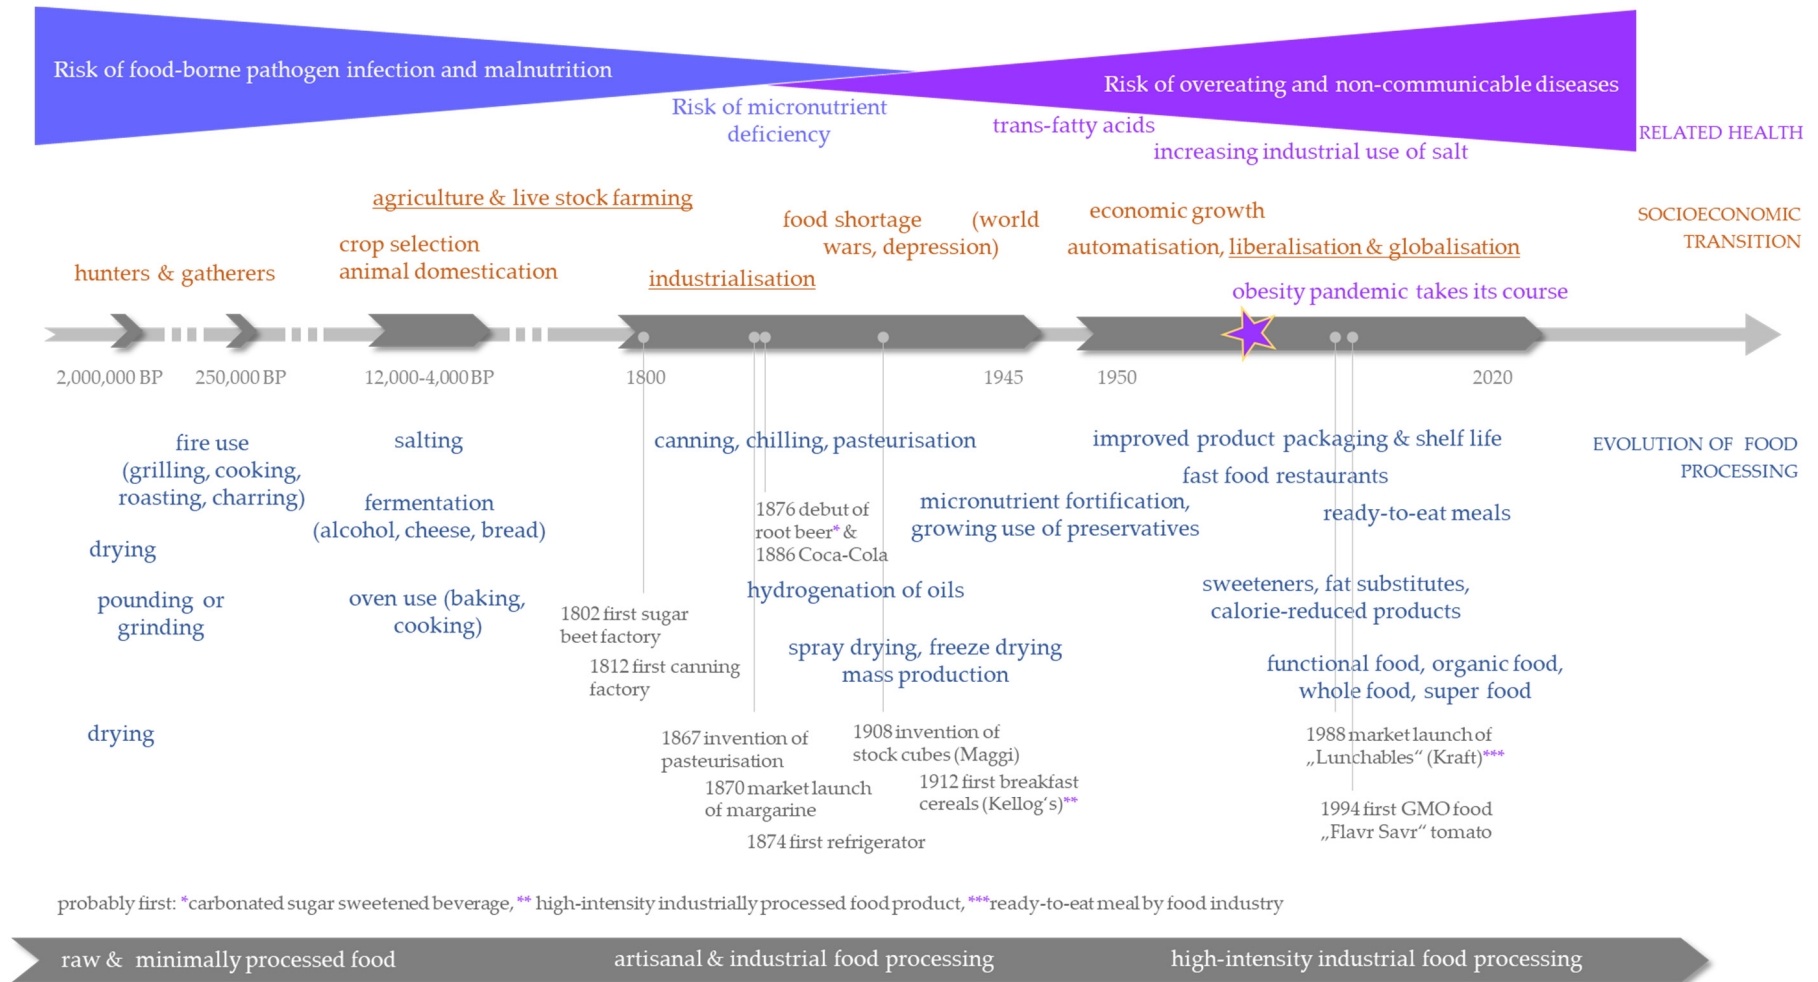 Risk of food-borne pathogen infection and malnutrition
Risk of overeating and non-communicable diseases
Risk of micronutrient
deficiency
trans-fatty acids
increasing industrial use of salt
RELATED HEALTH
agriculture & live stock farming
crop selection
animal domestication
hunters & gatherers
industrialisation
food shortage (world
wars, depression)
economic growth
automatisation, liberalisation & globalisation
SOCIOECONOMIC
TRANSITION
obesity pandemic takes its course
2,000,000 BP
250,000 BP
12,000-4,000 BP
1800
1945
1950
2020
EVOLUTION OF FOOD
PROCESSING
fire use
(grilling, cooking,
roasting, charring)
drying
pounding or
grinding
drying
salting
fermentation
(alcohol, cheese, bread)
oven use (baking,
cooking)
canning, chilling, pasteurisation
1876 debut of
root beer* &
1886 Coca-Cola
hydrogenation of oils
1802 first sugar
beet factory
1812 first canning
factory
spray drying, freeze drying
mass production
1867 invention of
pasteurisation
1870 market launch
of margarine
1874 first refrigerator
1908 invention of
stock cubes (Maggi)
1912 first breakfast
cereals (Kellog's)**
micronutrient fortification,
growing use of preservatives
improved product packaging & shelf life
fast food restaurants
ready-to-eat meals
sweeteners, fat substitutes,
calorie-reduced products
functional food, organic food,
whole food, super food
1988 market launch of
„Lunchables“ (Kraft)***
1994 first GMO food
„Flavr Savr“ tomato
probably first: *carbonated sugar sweetened beverage, ** high-intensity industrially processed food product, ***ready-to-eat meal by food industry
raw & minimally processed food
artisanal & industrial food processing
high-intensity industrial food processing